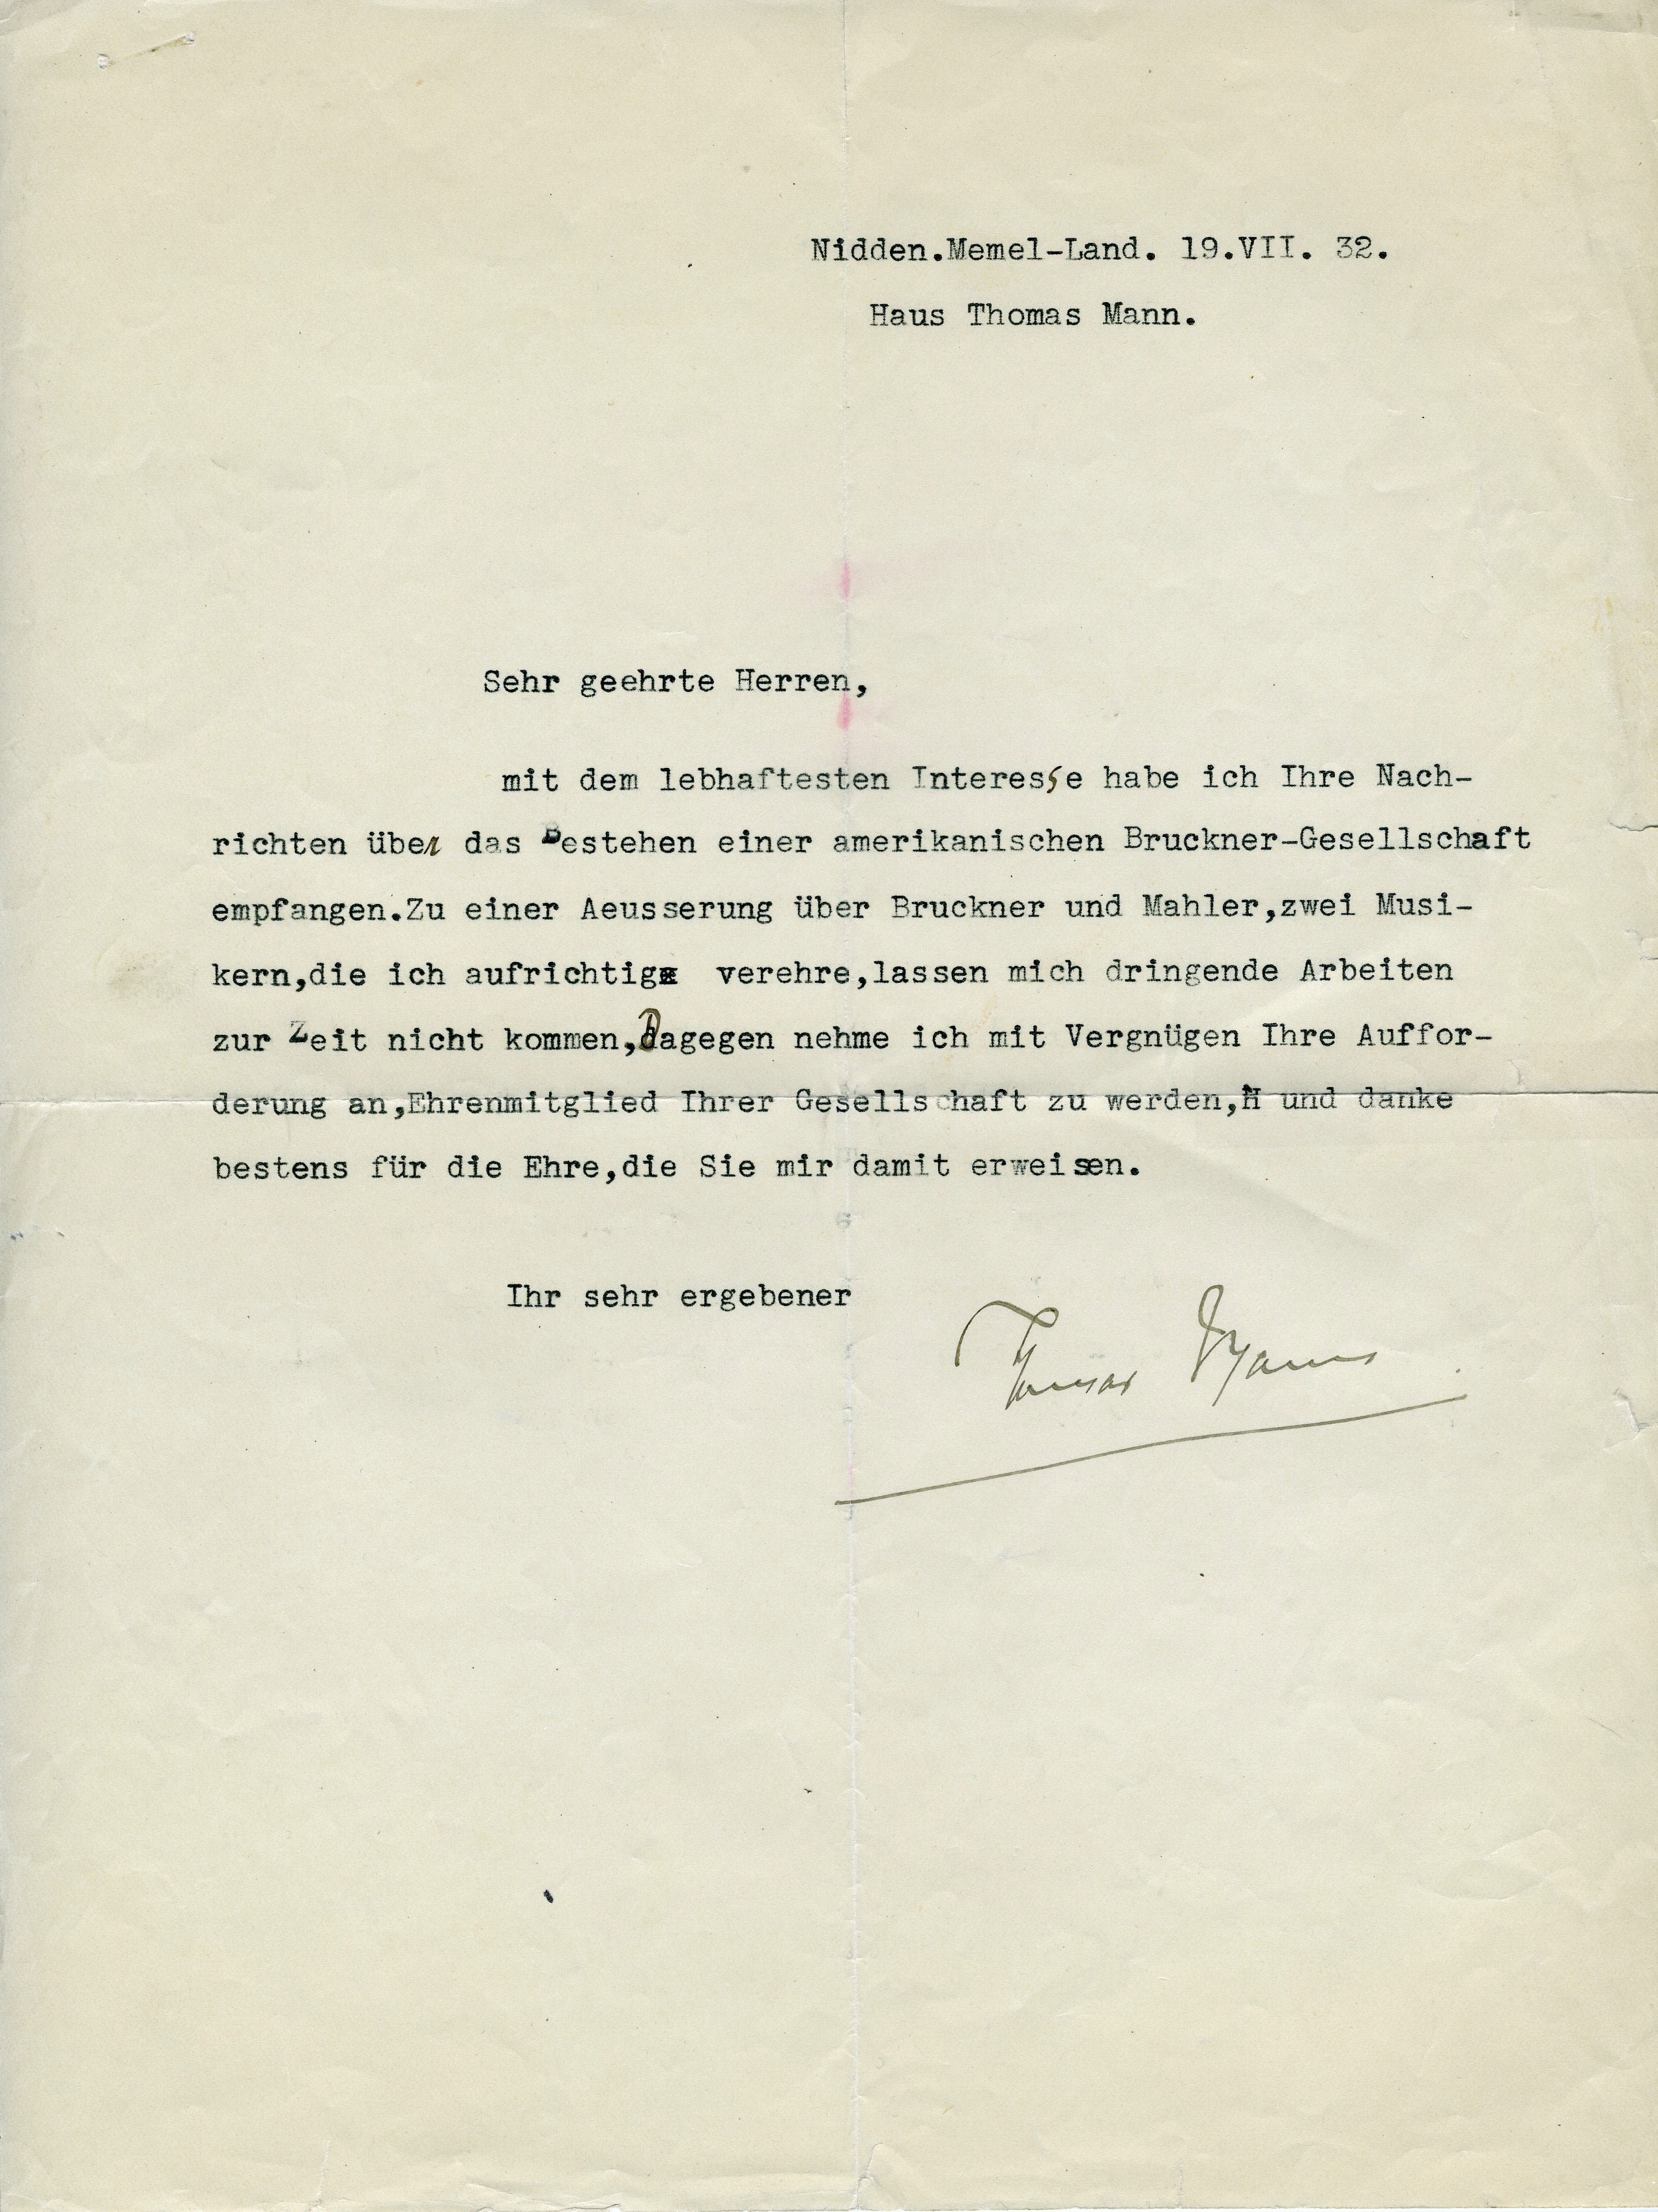 Nidden.Memel-Land. 19.VII. 32.
Haus Thomas Mann.
Sehr geehrte Herren,
mit dem lebhaftesten Interesse habe ich Ihre Nach-
richten über das Bestehen einer amerikanischen Bruckner-Gesellschaft
empfangen.Zu einer Aeusserung über Bruckner und Mahler,zwei Musi-
kern,die ich aufrichtig verehre,lassen mich dringende Arbeiten
zur Zeit nicht kommen,Dagegen nehme ich mit Vergnügen Ihre Auffor-
derung an,Ehrenmitglied Ihrer Gesellschaft zu werden, und danke
bestens für die Ehre,die Sie mir damit erweisen.
Ihr sehr ergebener
Thomas Mann